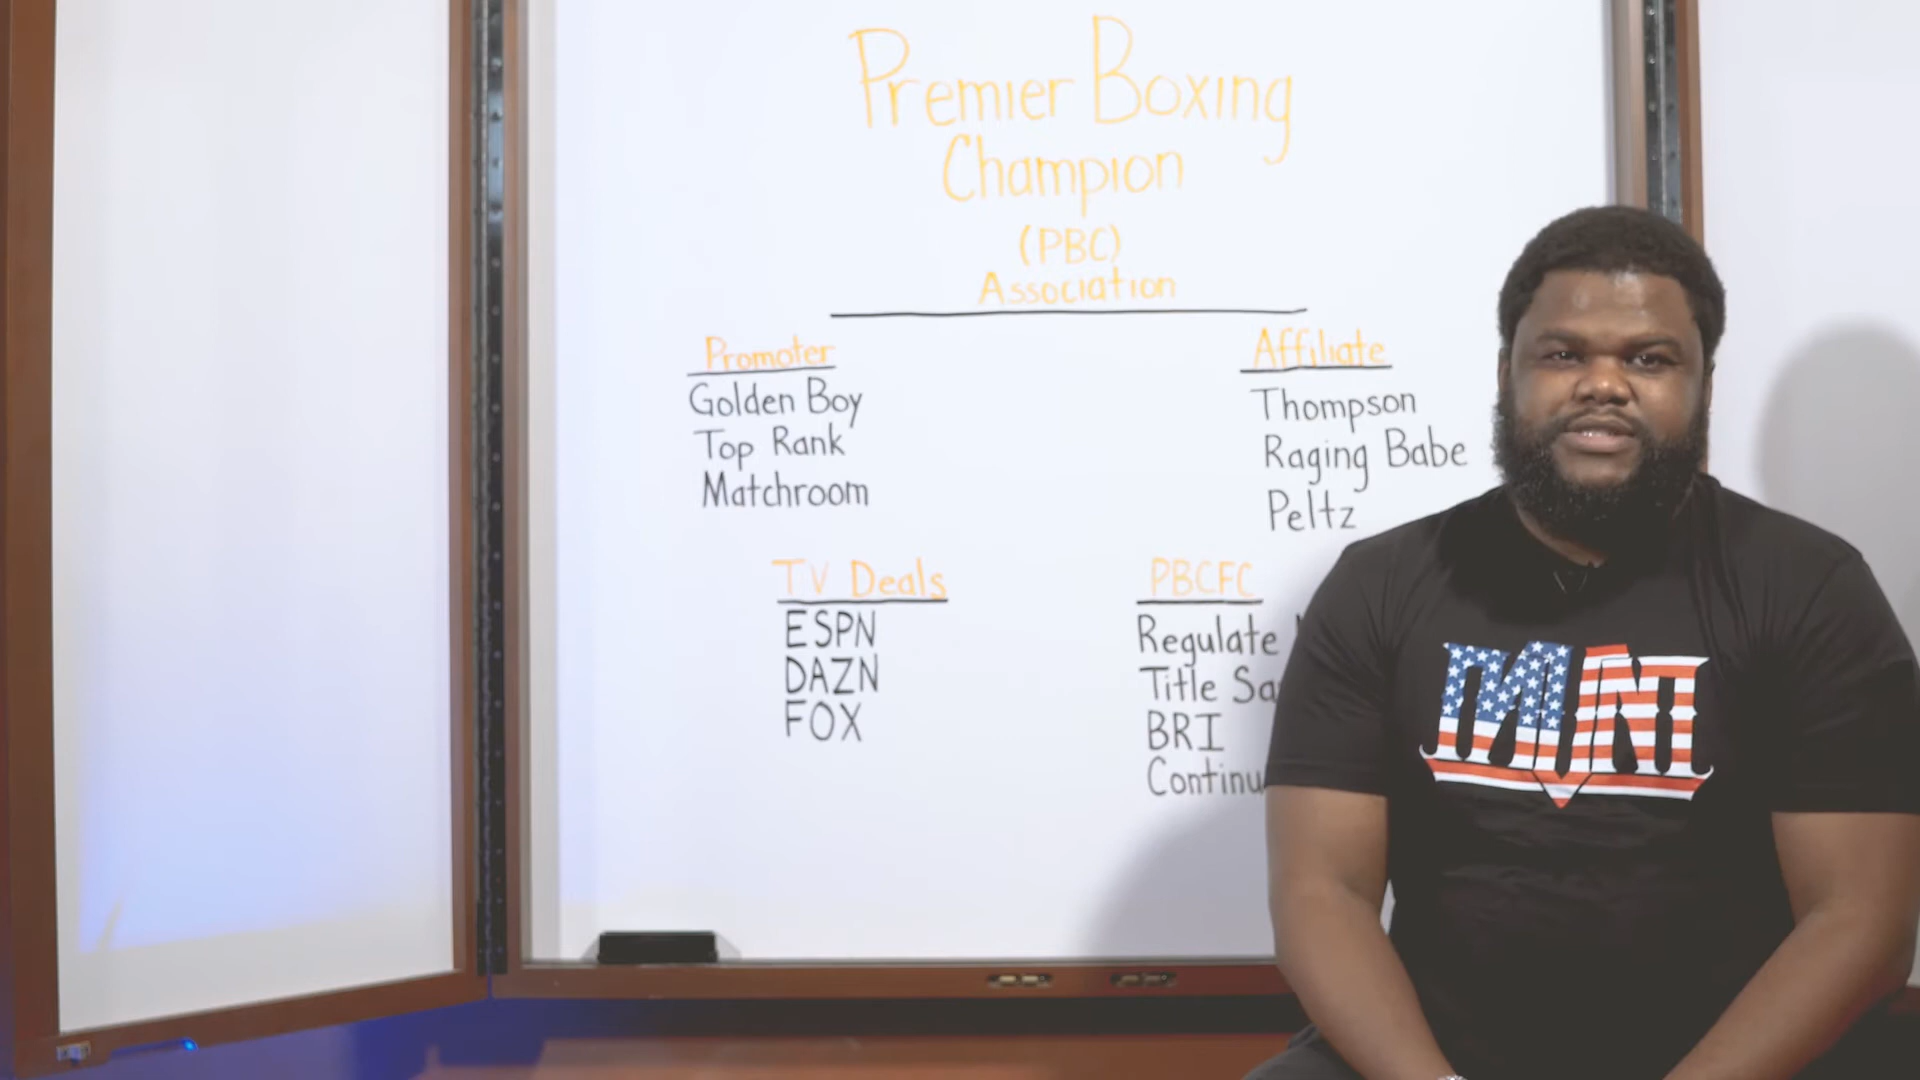 Premier Boxing
Champion
(PBC)
Association
Promoter
Golden Boy
Top Rank
Matchroom
Affiliate
Thompson
Raging Babe
Peltz
TV Deals
ESPN
DAZN
FOX
PBCFC
Regulate
Title
BRI